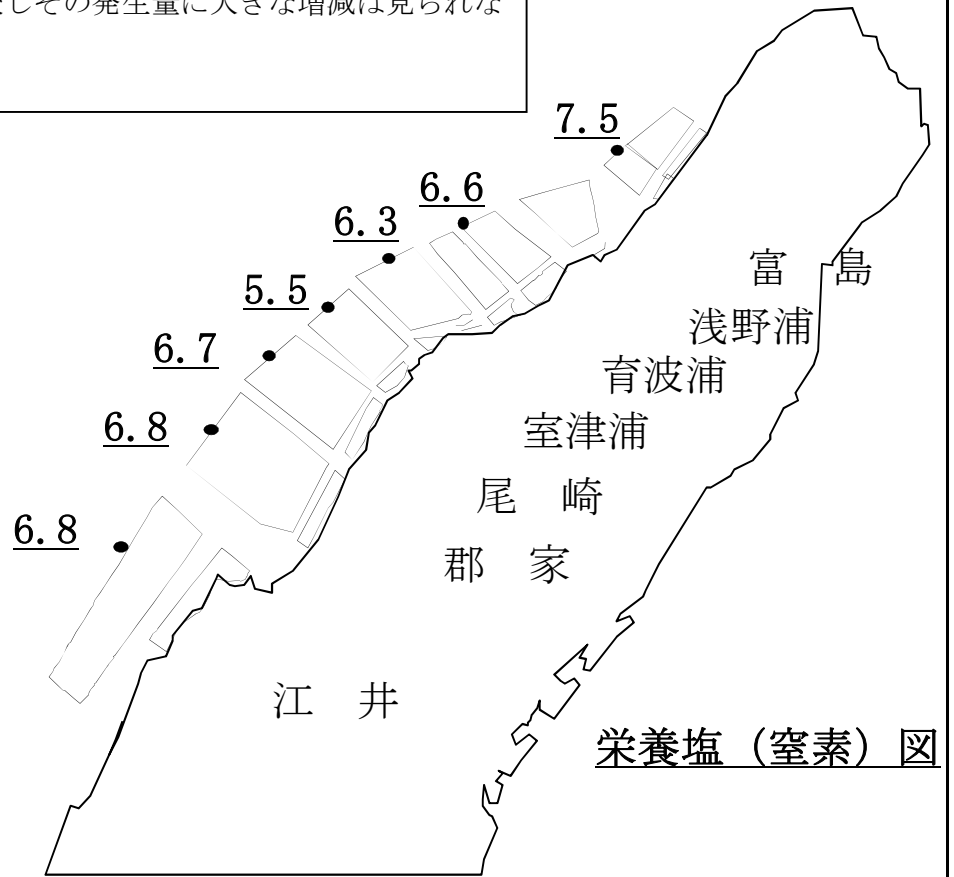 しその発生量に大きな増減は見られな
7.5
6.6
6.3
5.5
6.7
6.8
6.8
富　島
浅野浦
育波浦
室津浦
尾　崎
郡　家
江　井
栄養塩（窒素）図